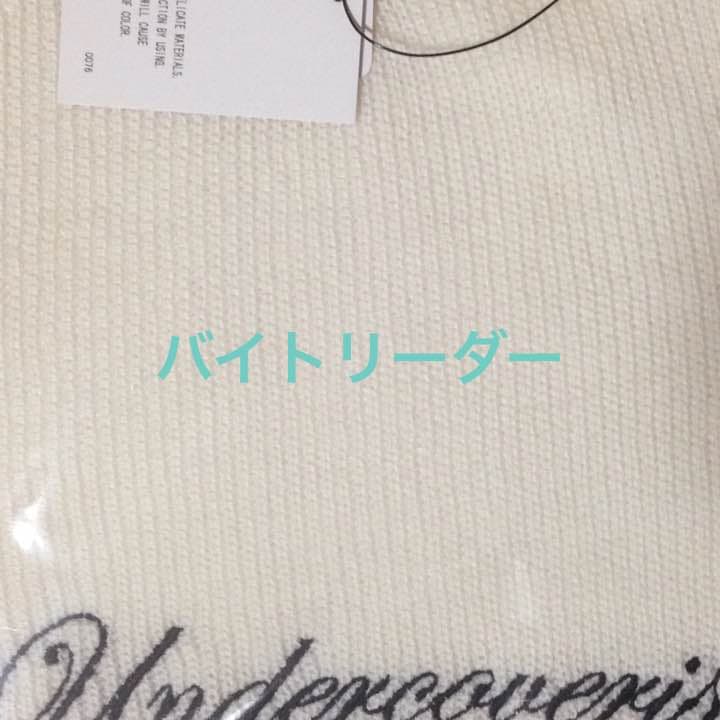 LICATE MATERIALS.
CTION BY USING.
WILL CAUSE
OF COLOR.
0076
バイトリーダー
Undercoveris